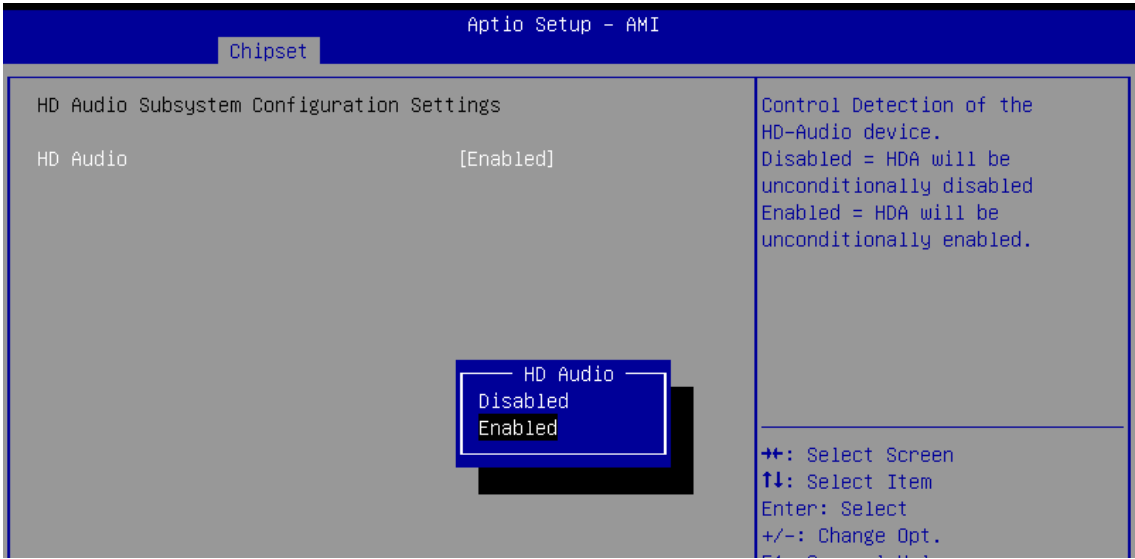 Aptio Setup – AMI
Chipset
HD Audio Subsystem Configuration Settings
HD Audio [Enabled]
HD Audio
Disabled
Enabled
Control Detection of the
HD-Audio device.
Disabled = HDA will be
unconditionally disabled
Enabled = HDA will be
unconditionally enabled.
→←: Select Screen
↑↓: Select Item
Enter: Select
+/-: Change Opt.